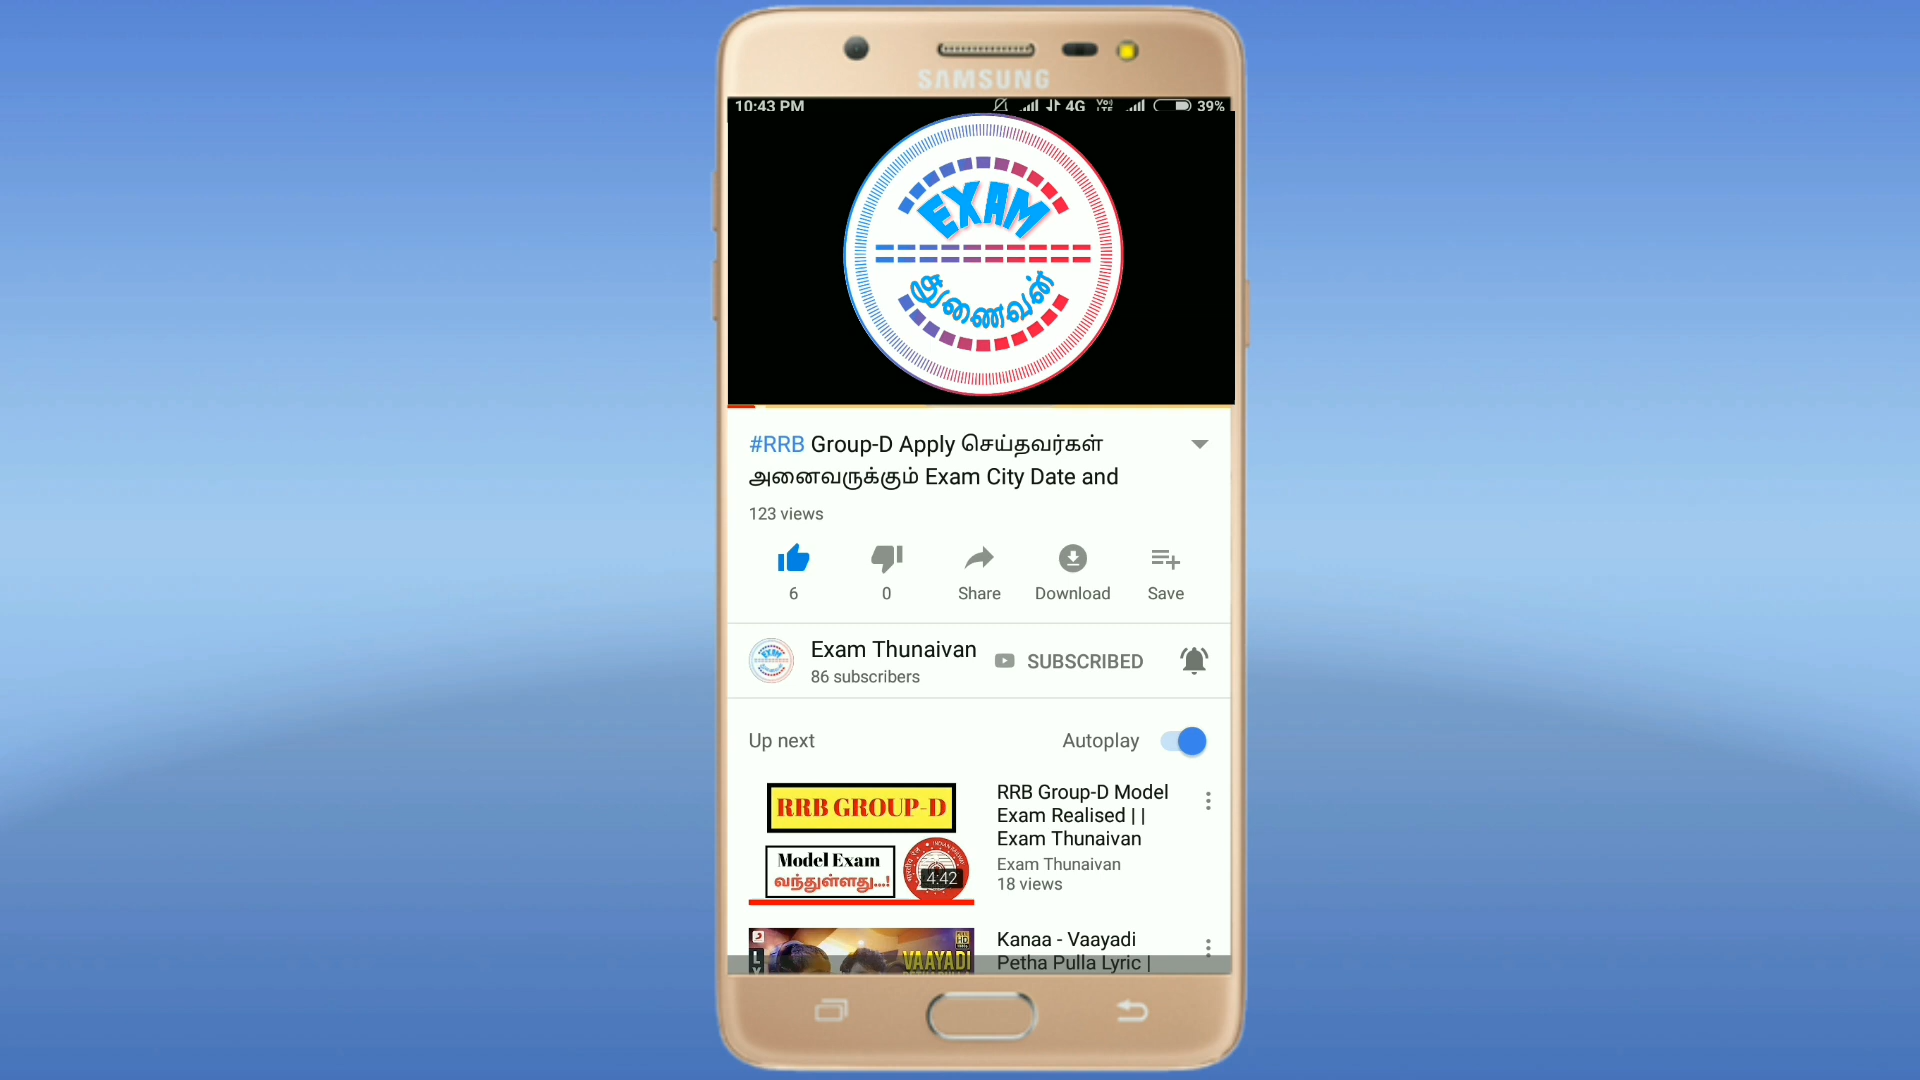 SAMSUNG
10:43 PM 4G VoLTE 39%
EXAM
துணைவன்
#RRB Group-D Apply செய்தவர்கள்
அனைவருக்கும் Exam City Date and
123 views
6 0 Share Download Save
Exam Thunaivan
86 subscribers
SUBSCRIBED
Up next Autoplay
RRB GROUP-D
Model Exam
வந்துள்ளது...!
4:42
RRB Group-D Model
Exam Realised | |
Exam Thunaivan
Exam Thunaivan
18 views
VAAYADI
HD
Kanaa - Vaayadi
Petha Pulla Lyric |